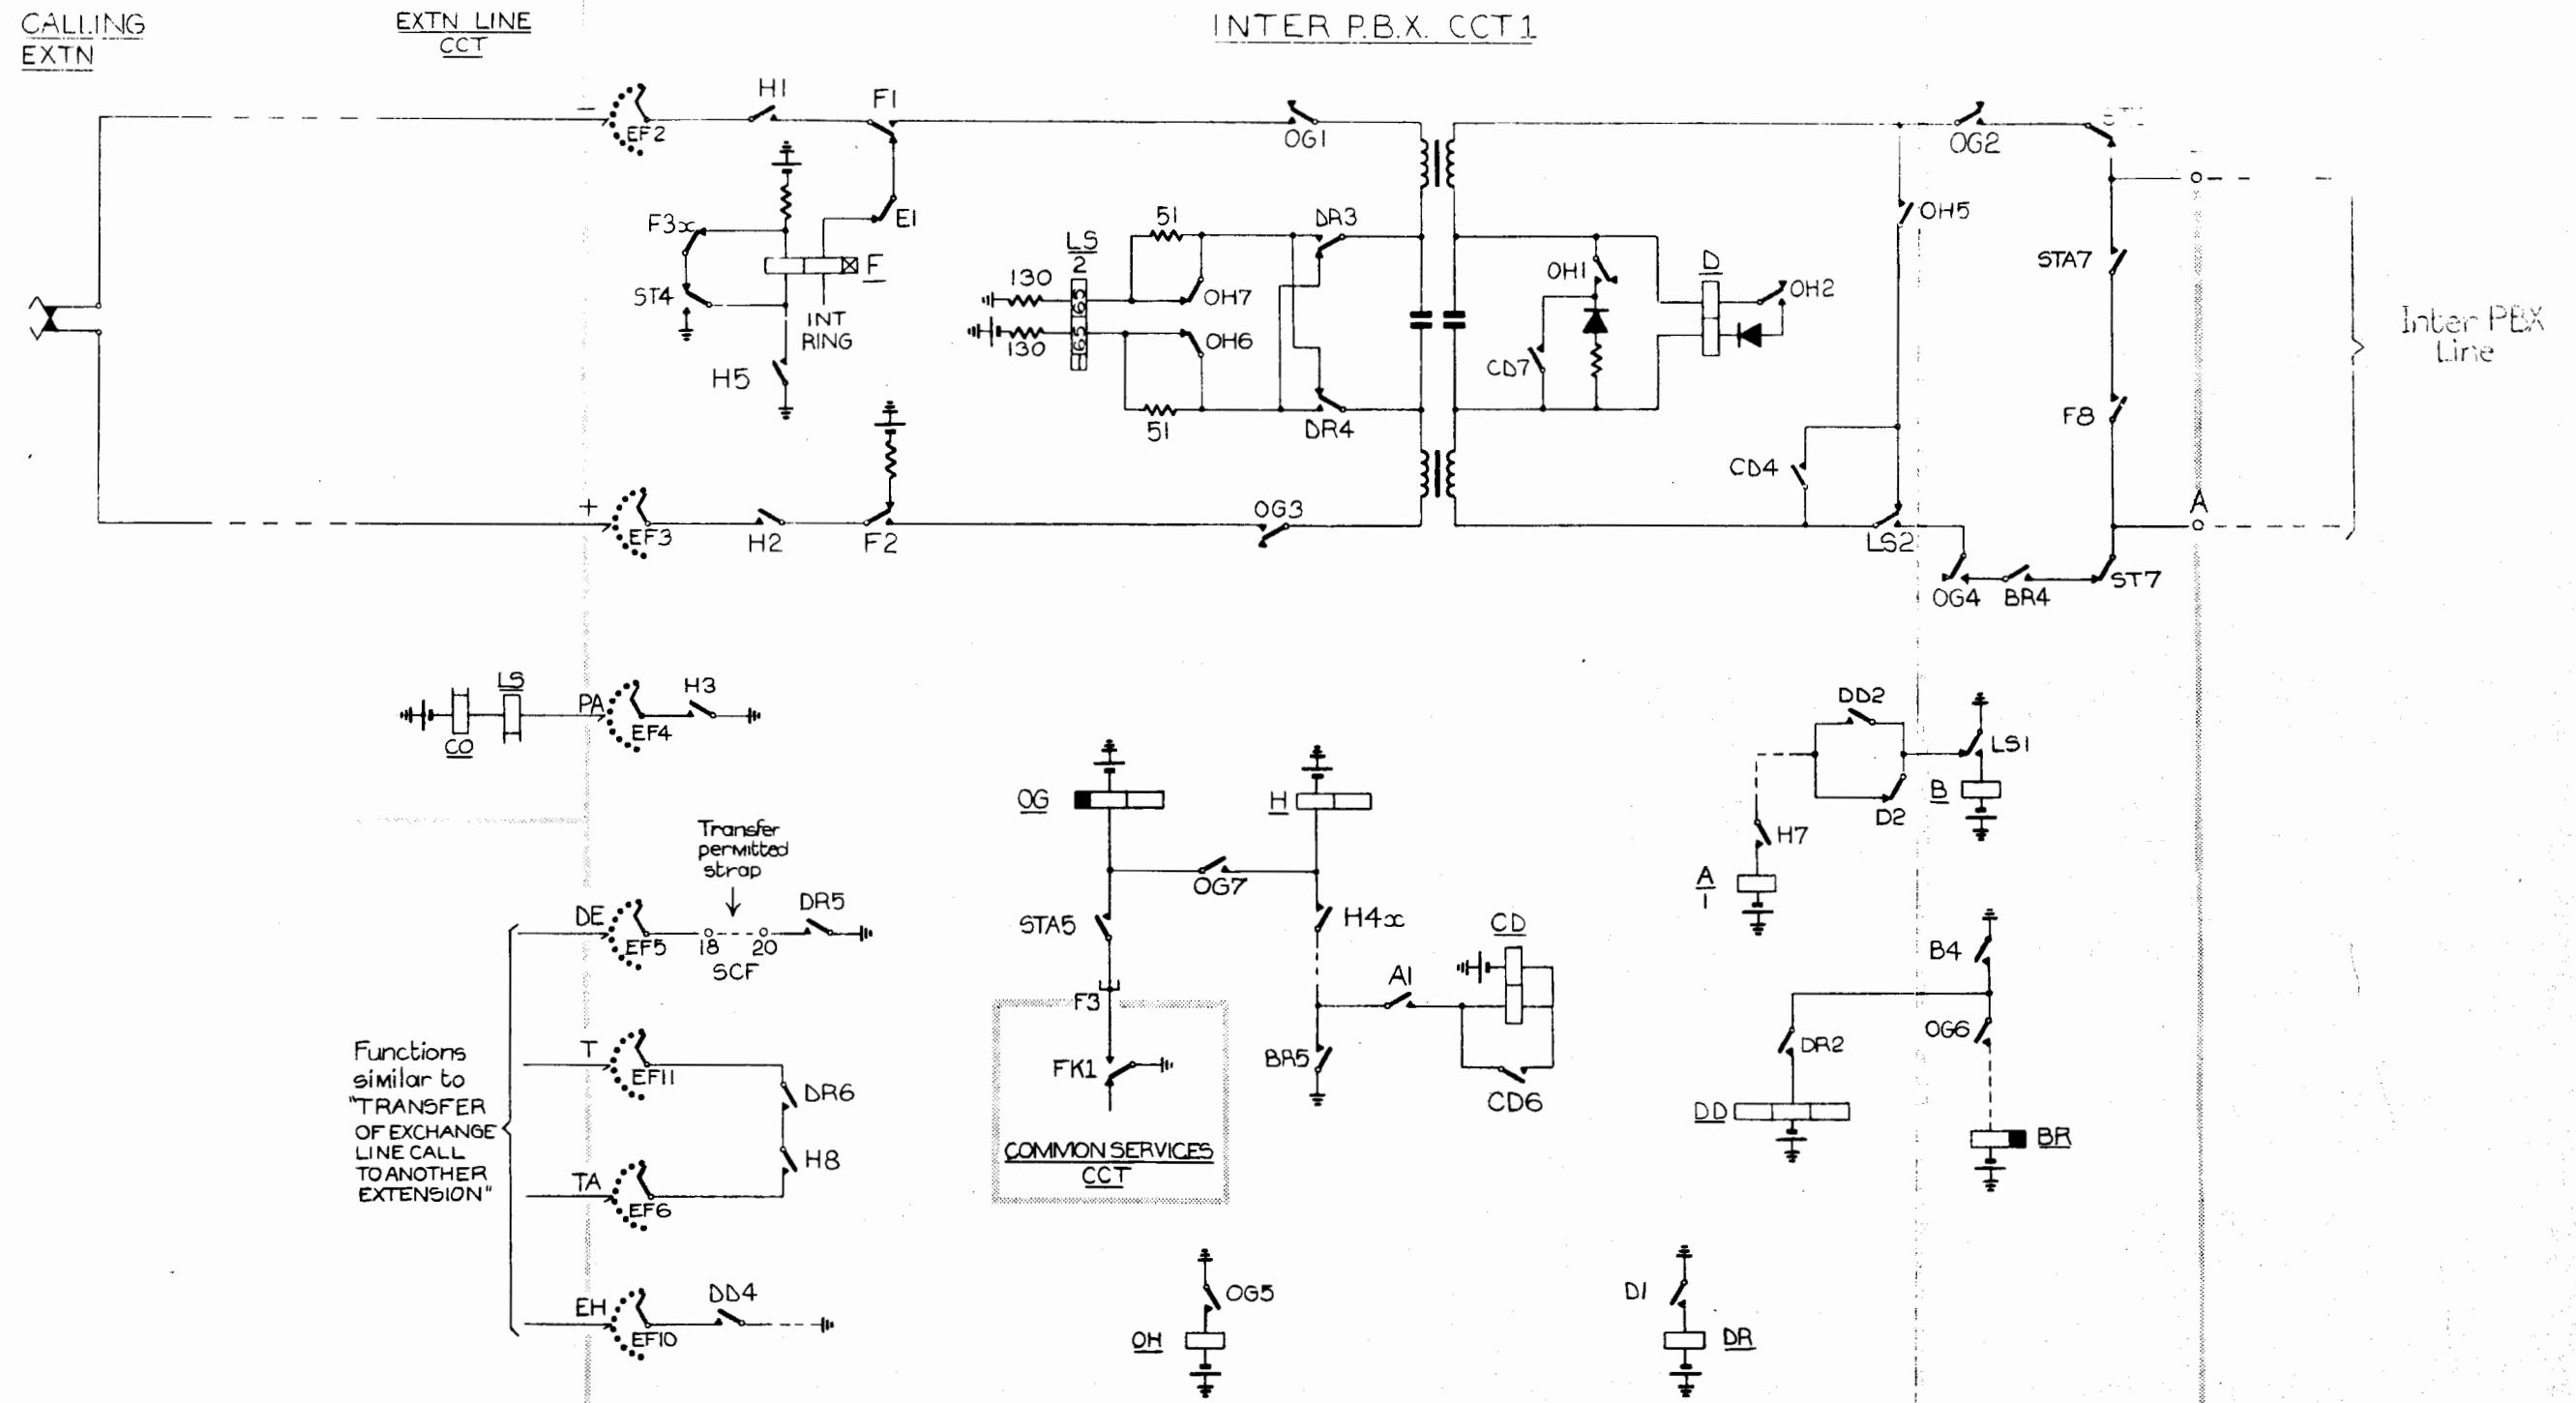 CALLING
EXTN
EXTN LINE
CCT
INTER P.B.X. CCT 1
H1
F1
EF2
OG1
OG2
F3x
E1
F
ST4
INT
RING
H5
LS
2
51
DR3
130
65
OH7
130
65
OH6
51
DR4
OH1
D
OH2
CD7
OH5
STA7
Inter PBX
Line
F8
CD4
+
EF3
H2
F2
OG3
LS2
A
OG4
BR4
ST7
LS
PA
H3
CO
EF4
DD2
LS1
D2
B
H7
A
1
OG
H
OG7
STA5
H4x
CD
A1
BR5
CD6
F3
FK1
COMMON SERVICES
CCT
B4
DR2
OG6
DD
BR
Transfer
permitted
strap
DE
EF5
18
20
DR5
SCF
Functions
similar to
"TRANSFER
OF EXCHANGE
LINE CALL
TO ANOTHER
EXTENSION"
T
EF11
DR6
H8
TA
EF6
EH
EF10
DD4
OG5
OH
D1
DR